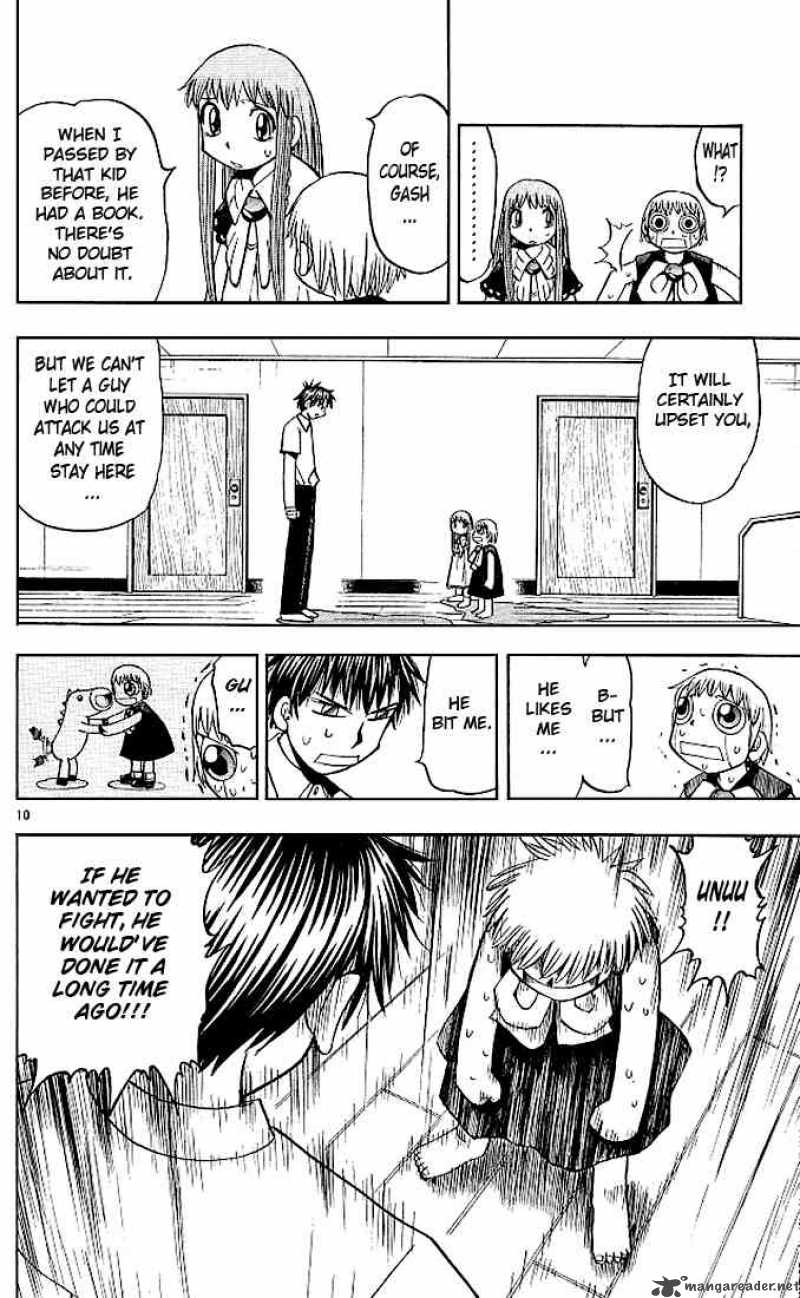 WHAT
!?
.........
OF
COURSE,
GASH
...
WHEN I
PASSED BY
THAT KID
BEFORE, HE
HAD A BOOK.
THERE'S
NO DOUBT
ABOUT IT.
IT WILL
CERTAINLY
UPSET YOU,
BUT WE CAN'T
LET A GUY
WHO COULD
ATTACK US AT
ANY TIME
STAY HERE
...
B-
BUT
...
HE
LIKES
ME
...
HE
BIT ME.
GU
...
10
UNUU
!!
IF HE
WANTED TO
FIGHT, HE
WOULD'VE
DONE IT A
LONG TIME
AGO!!!
mangareader.net